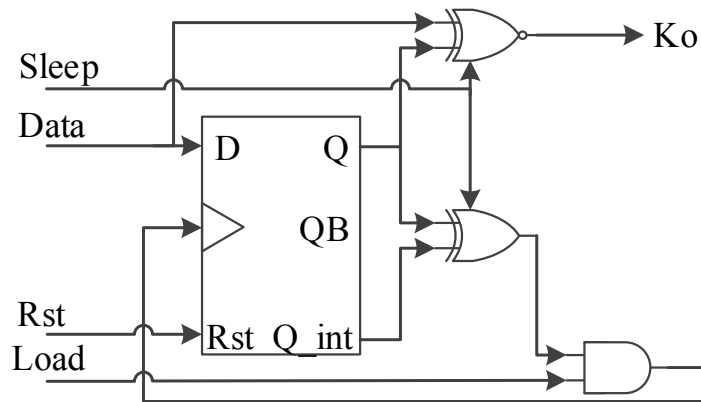 Ko
Sleep
Data
D
Q
QB
Rst
Rst
Q_int
Load